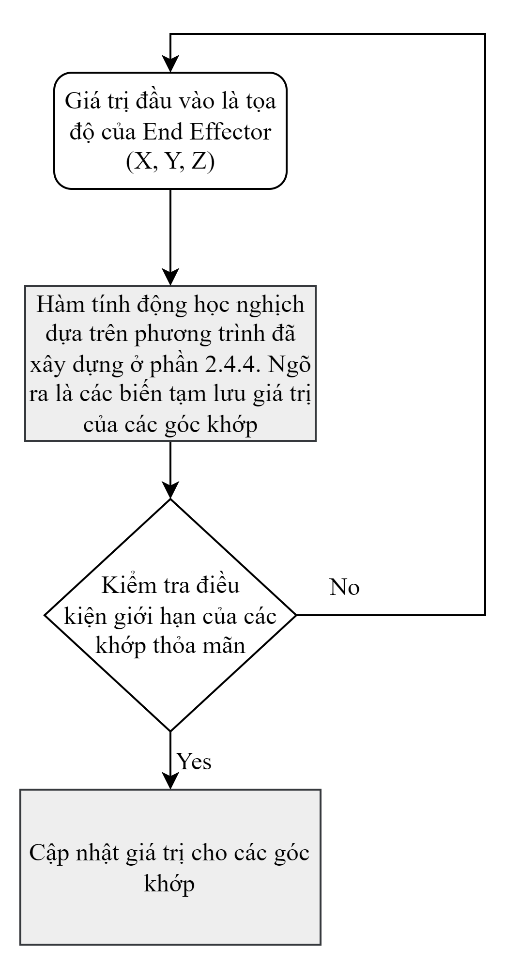 Giá trị đầu vào là tọa
độ của End Effector
(X, Y, Z)
Hàm tính động học nghịch
dựa trên phương trình đã
xây dựng ở phần 2.4.4. Ngõ
ra là các biến tạm lưu giá trị
của các góc khớp
Kiểm tra điều
kiện giới hạn của các
khớp thỏa mãn
No
Yes
Cập nhật giá trị cho các góc
khớp